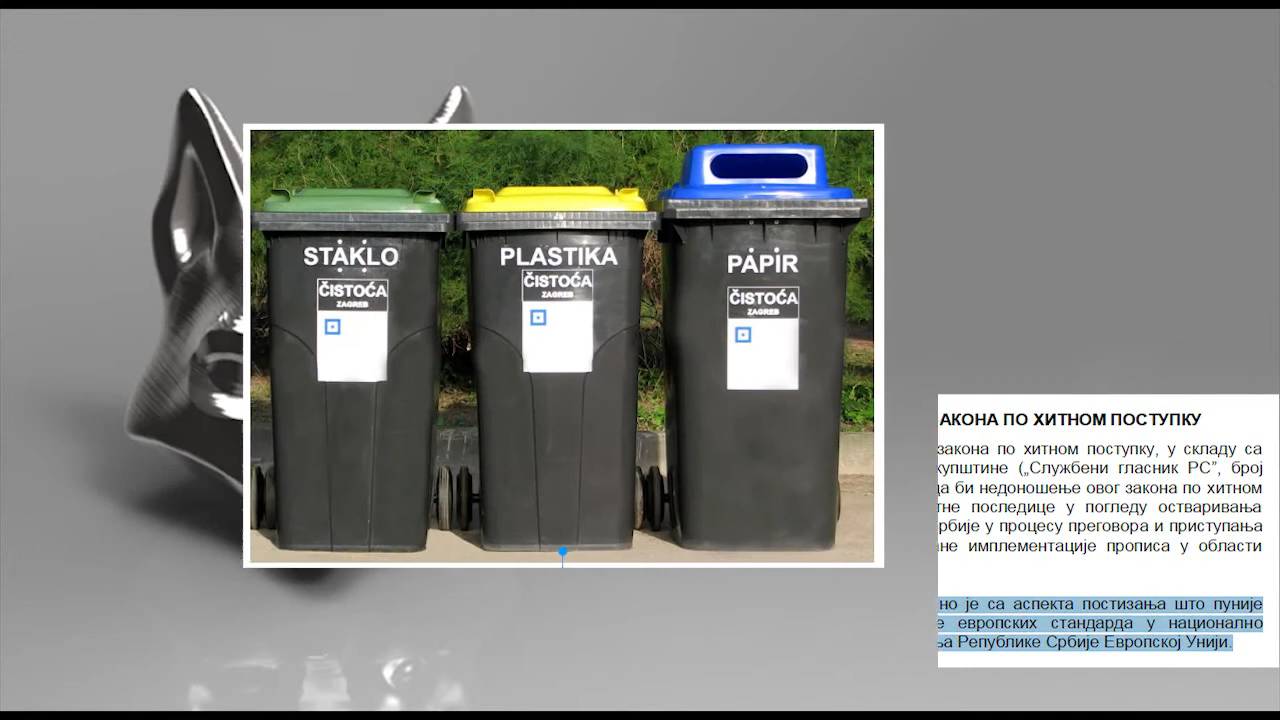 STAKLO
ČISTOĆA
ZAGREB
PLASTIKA
ČISTOĆA
ZAGREB
PAPIR
ČISTOĆA
ZAGREB
АКОНА ПО ХИТНОМ ПОСТУПКУ
закона по хитном поступку, у складу са
купштине („Службени гласник РС”, број
да би недоношење овог закона по хитном
тне последице у погледу остваривања
рбије у процесу преговора и приступања
не имплементације прописа у области
но је са аспекта постизања што пуније
е европских стандарда у национално
ња Републике Србије Европској Унији.